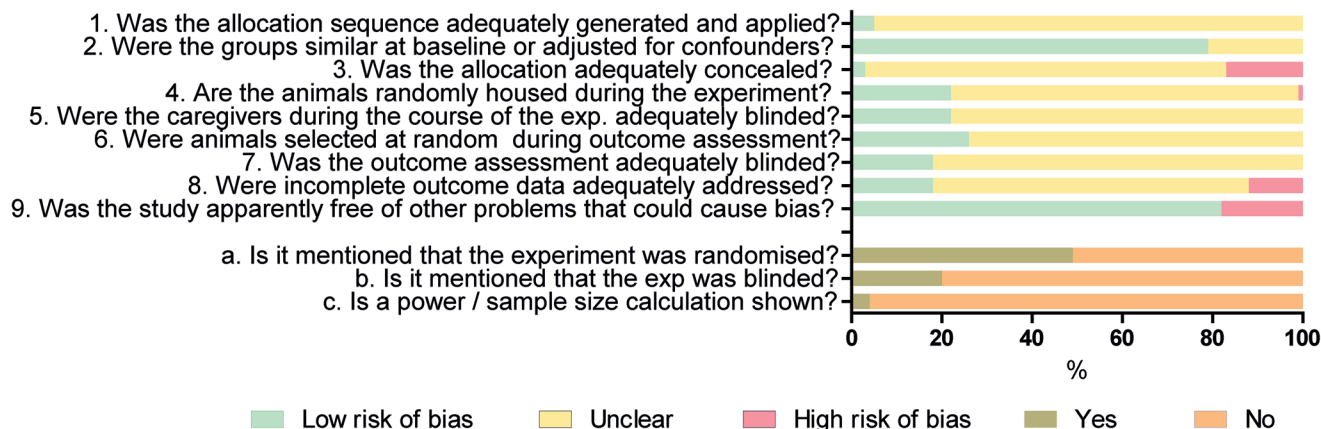 1. Was the allocation sequence adequately generated and applied?
2. Were the groups similar at baseline or adjusted for confounders?
3. Was the allocation adequately concealed?
4. Are the animals randomly housed during the experiment?
5. Were the caregivers during the course of the exp. adequately blinded?
6. Were animals selected at random  during outcome assessment?
7. Was the outcome assessment adequately blinded?
8. Were incomplete outcome data adequately addressed?
9. Was the study apparently free of other problems that could cause bias?
a. Is it mentioned that the experiment was randomised?
b. Is it mentioned that the exp was blinded?
c. Is a power / sample size calculation shown?
0 20 40 60 80 100
%
Low risk of bias Unclear High risk of bias Yes No